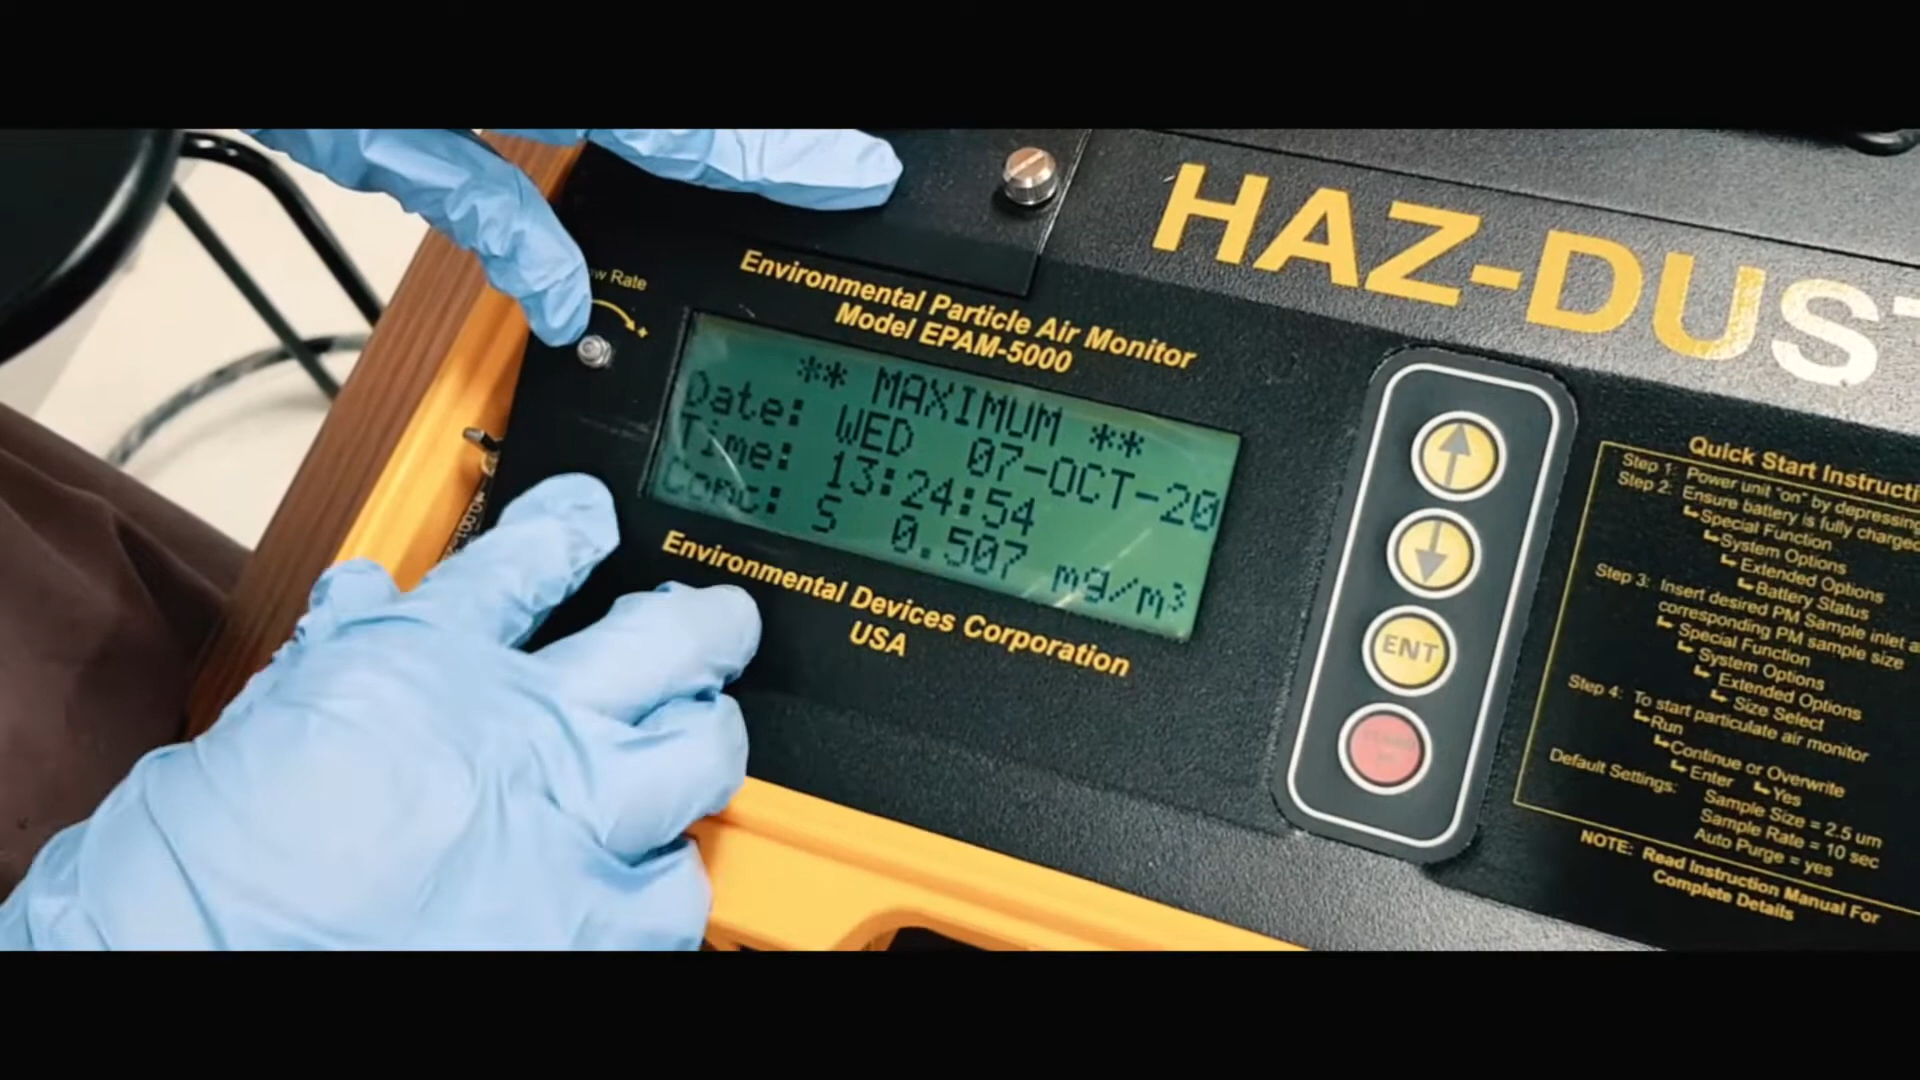 HAZ-DUST
Flow Rate
+
Environmental Particle Air Monitor
Model EPAM-5000
** MAXIMUM **
Date: WED 07-OCT-20
Time: 13:24:54
Conc: S 0.507 mg/m³
Environmental Devices Corporation
USA
ENT
Quick Start Instructi
Step 1: Power unit "on" by depressing
Step 2: Ensure battery is fully charged
Special Function
System Options
Extended Options
Battery Status
Step 3: Insert desired PM Sample inlet
corresponding PM sample size
Special Function
System Options
Extended Options
Size Select
Step 4: To start particulate air monitor
Run
Continue or Overwrite
Enter Yes
Default Settings: Sample Size = 2.5 um
Sample Rate = 10 sec
Auto Purge = yes
NOTE: Read Instruction Manual For
Complete Details